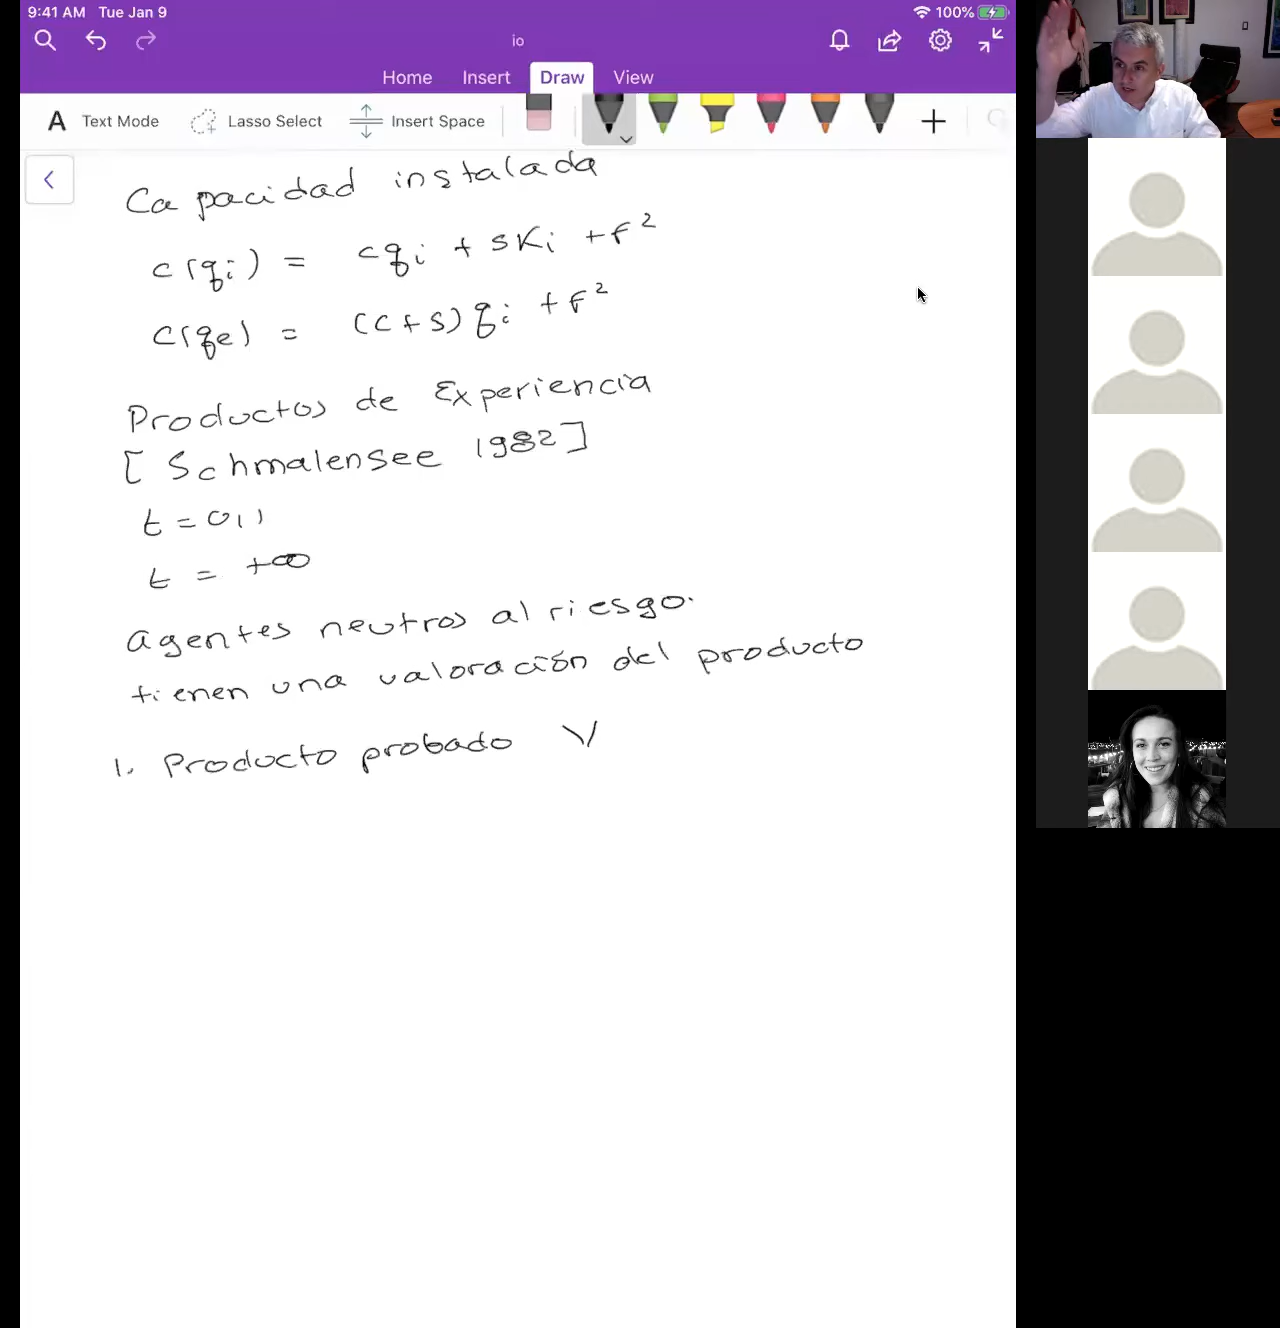 9:41 AM Tue Jan 9
100%
io
Home Insert Draw View
A Text Mode Lasso Select Insert Space
Capacidad instalada
c(qi) = cqi + sKi + F²
c(qe) = (c+s)qi + F²
Productos de Experiencia
[Schmalensee 1982]
t = 0,1
t = +∞
agentes neutros al riesgo.
tienen una valoración del producto
1. Producto probado V